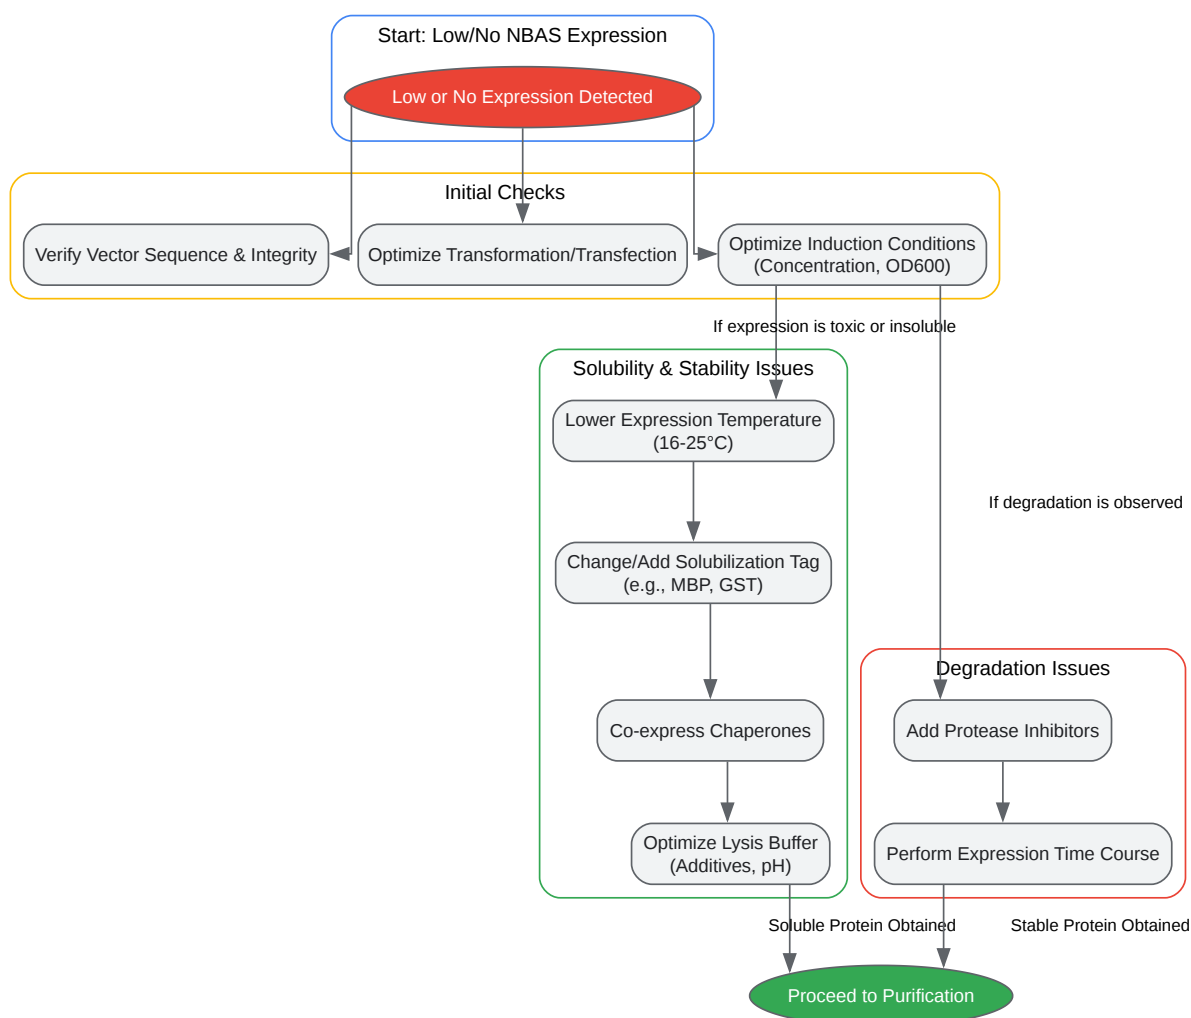 Start: Low/No NBAS Expression
Low or No Expression Detected
Initial Checks
Verify Vector Sequence & Integrity
Optimize Transformation/Transfection
Optimize Induction Conditions
(Concentration, OD600)
If expression is toxic or insoluble
Solubility & Stability Issues
Lower Expression Temperature
(16-25°C)
If degradation is observed
Change/Add Solubilization Tag
(e.g., MBP, GST)
Degradation Issues
Co-express Chaperones
Add Protease Inhibitors
Optimize Lysis Buffer
(Additives, pH)
Perform Expression Time Course
Soluble Protein Obtained
Stable Protein Obtained
Proceed to Purification